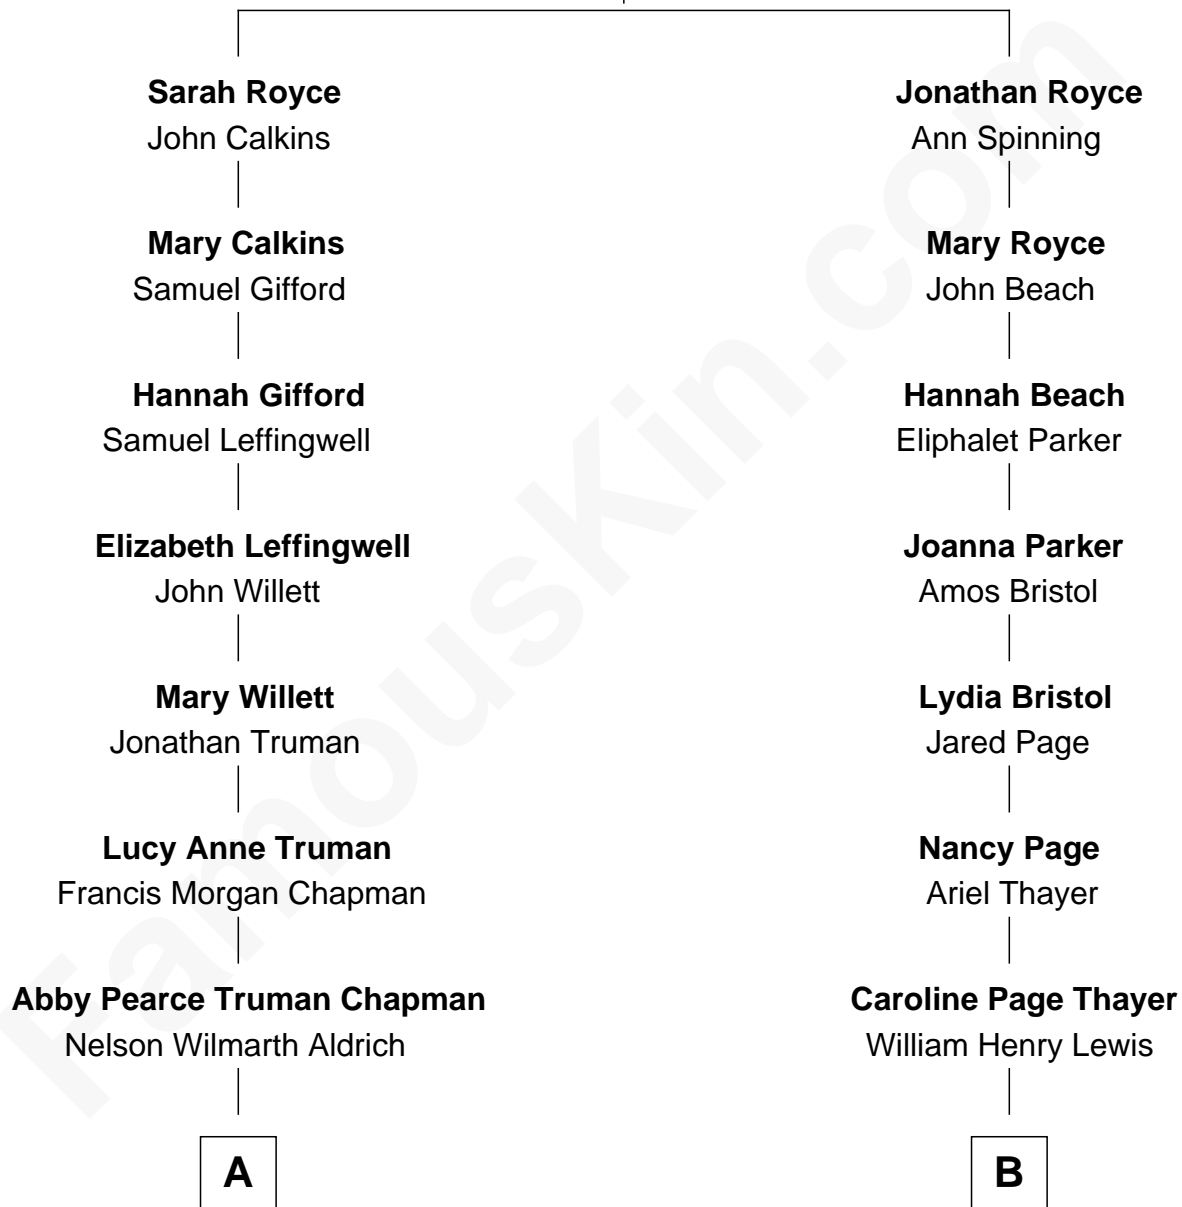 Sarah Royce
John Calkins
Mary Calkins
Samuel Gifford
Hannah Gifford
Samuel Leffingwell
Elizabeth Leffingwell
John Willett
Mary Willett
Jonathan Truman
Lucy Anne Truman
Francis Morgan Chapman
Abby Pearce Truman Chapman
Nelson Wilmarth Aldrich
A
Jonathan Royce
Ann Spinning
Mary Royce
John Beach
Hannah Beach
Eliphalet Parker
Joanna Parker
Amos Bristol
Lydia Bristol
Jared Page
Nancy Page
Ariel Thayer
Caroline Page Thayer
William Henry Lewis
B
FamousKin.com